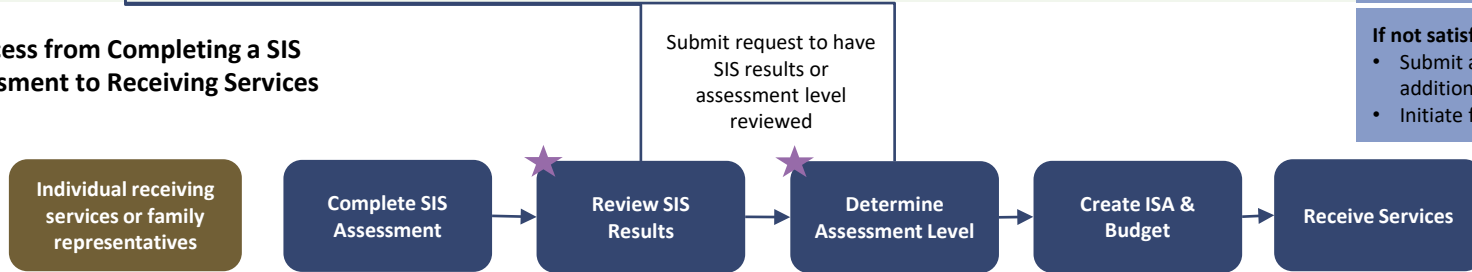 cess from Completing a SIS
sment to Receiving Services
Submit request to have
SIS results or
assessment level
reviewed
If not satisf
• Submit a
addition
• Initiate f
Individual receiving
services or family
representatives
Complete SIS
Assessment
Review SIS
Results
Determine
Assessment Level
Create ISA &
Budget
Receive Services